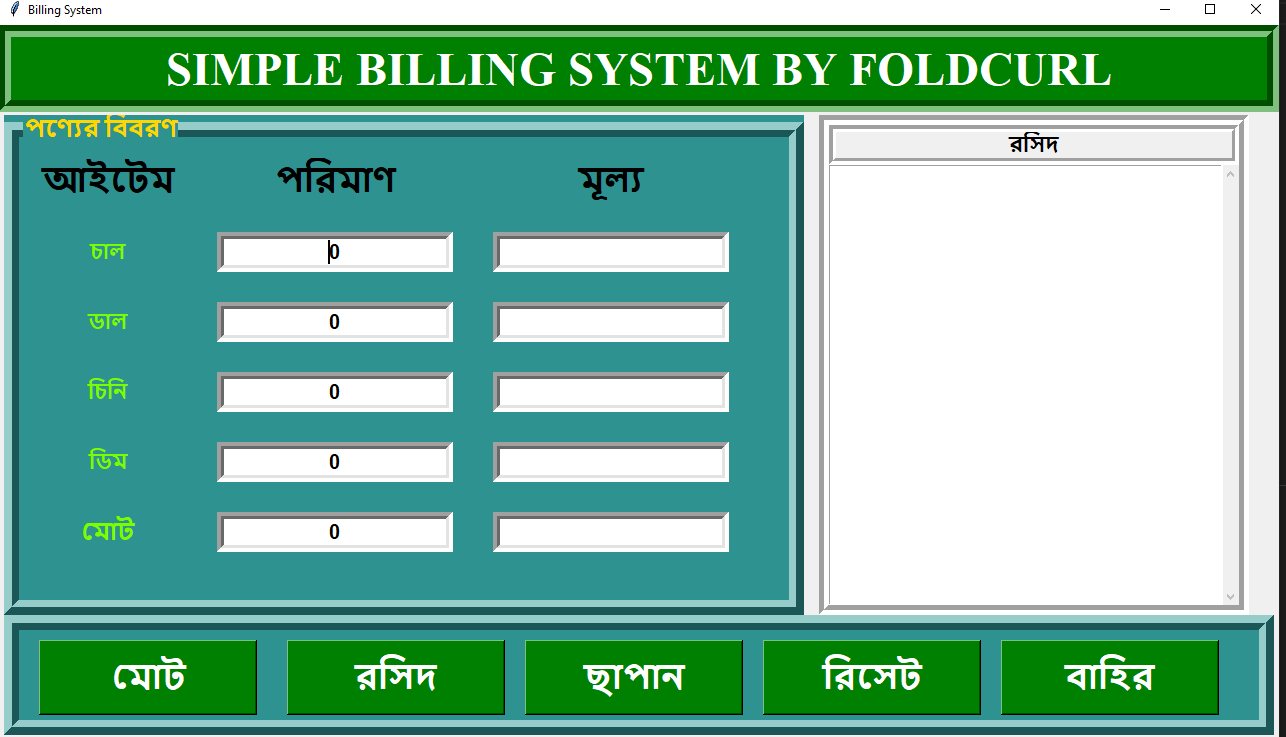 Billing System
SIMPLE BILLING SYSTEM BY FOLDCURL
পণ্যের বিবরণ
আইটেম পরিমাণ মূল্য
চাল 0
ডাল 0
চিনি 0
ডিম 0
মোট 0
রসিদ
মোট রসিদ ছাপান রিসেট বাহির